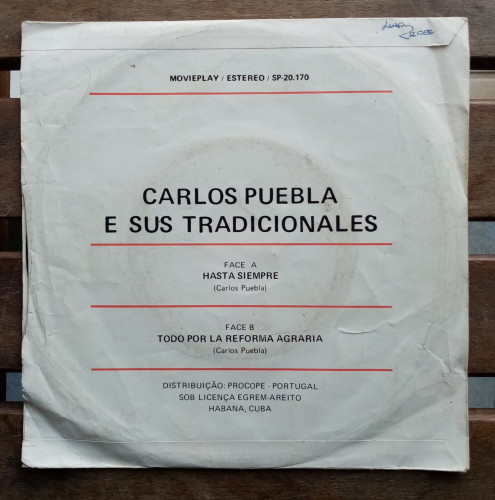 MOVIEPLAY / ESTEREO / SP-20.170
CARLOS PUEBLA
E SUS TRADICIONALES
FACE A
HASTA SIEMPRE
(Carlos Puebla)
FACE B
TODO POR LA REFORMA AGRARIA
(Carlos Puebla)
DISTRIBUIÇÃO: PROCOPE - PORTUGAL
SOB LICENÇA EGREM-AREITO
HABANA, CUBA